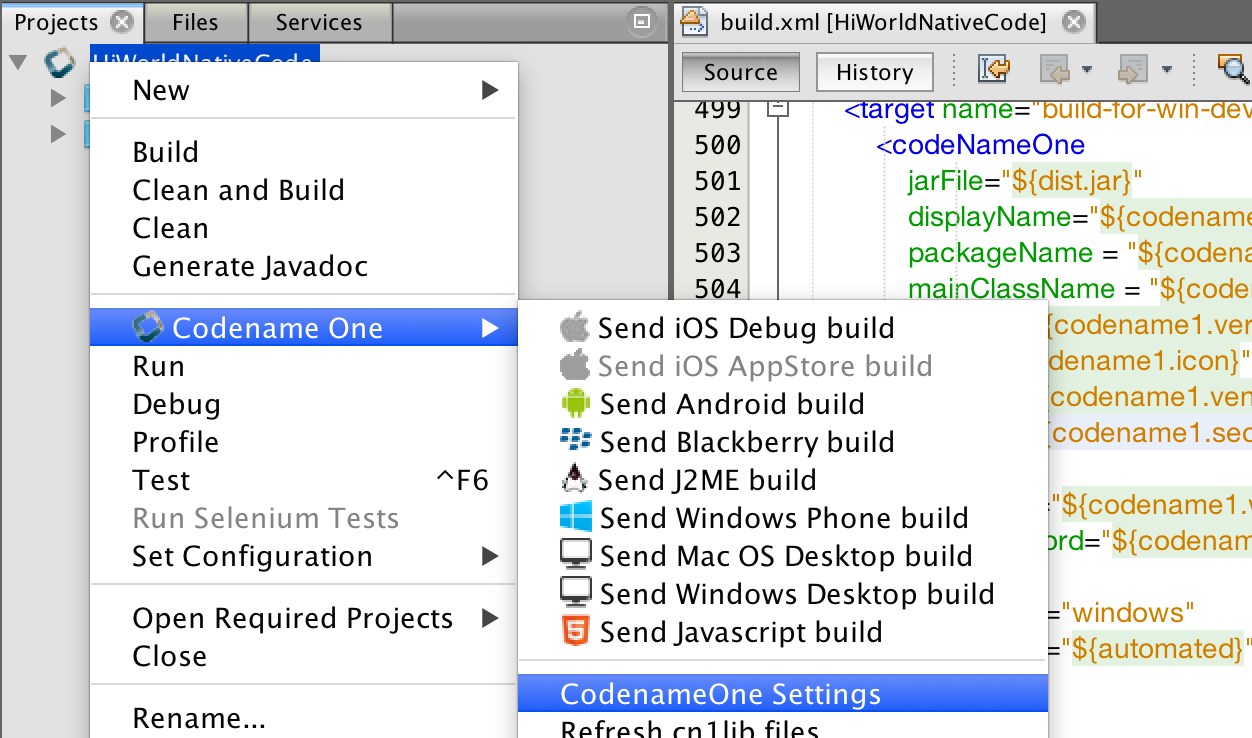 Projects Files Services
HiWorldNativeCode
New
Build
Clean and Build
Clean
Generate Javadoc
Codename One
Run
Debug
Profile
Test ^F6
Run Selenium Tests
Set Configuration
Open Required Projects
Close
Rename...
Send iOS Debug build
Send iOS AppStore build
Send Android build
Send Blackberry build
Send J2ME build
Send Windows Phone build
Send Mac OS Desktop build
Send Windows Desktop build
Send Javascript build
CodenameOne Settings
Refresh cn1lib files
build.xml [HiWorldNativeCode]
Source History
499 <target name="build-for-win-dev
500 <codeNameOne
501 jarFile="${dist.jar}"
502 displayName="${codename
503 packageName = "${codena
504 mainClassName = "${coden
{codename1.ver
dename1.icon}"
codename1.ven
{codename1.sec
="${codename1.v
ord="${codenam
="windows"
="${automated}"